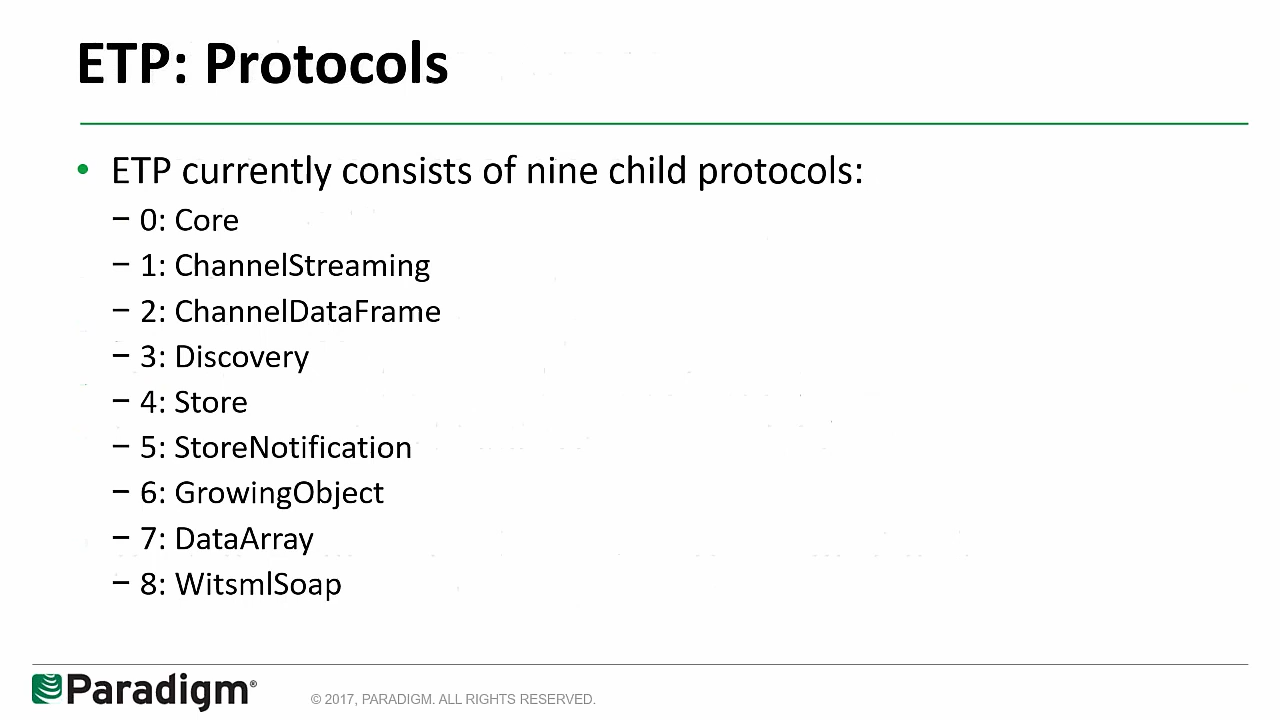 ETP: Protocols
• ETP currently consists of nine child protocols:
– 0: Core
– 1: ChannelStreaming
– 2: ChannelDataFrame
– 3: Discovery
– 4: Store
– 5: StoreNotification
– 6: GrowingObject
– 7: DataArray
– 8: WitsmlSoap
Paradigm®
© 2017, PARADIGM. ALL RIGHTS RESERVED.